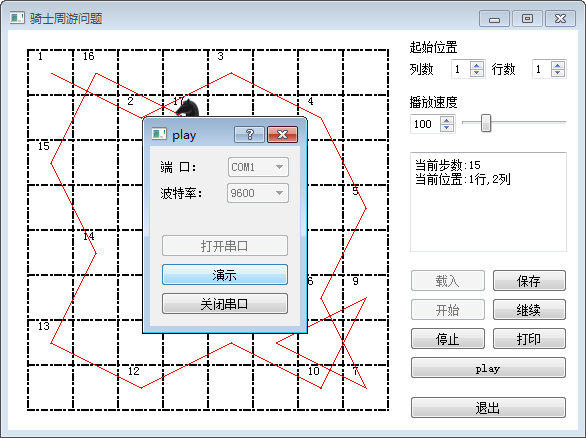 骑士周游问题
起始位置
列数 1 行数 1
播放速度
100
当前步数:15
当前位置:1行,2列
载入 保存
开始 继续
停止 打印
play
退出
1 16 3
2 17 4
15 5
14 6 9
13 12 10 7
play
端 口: COM1
波特率: 9600
打开串口
演示
关闭串口